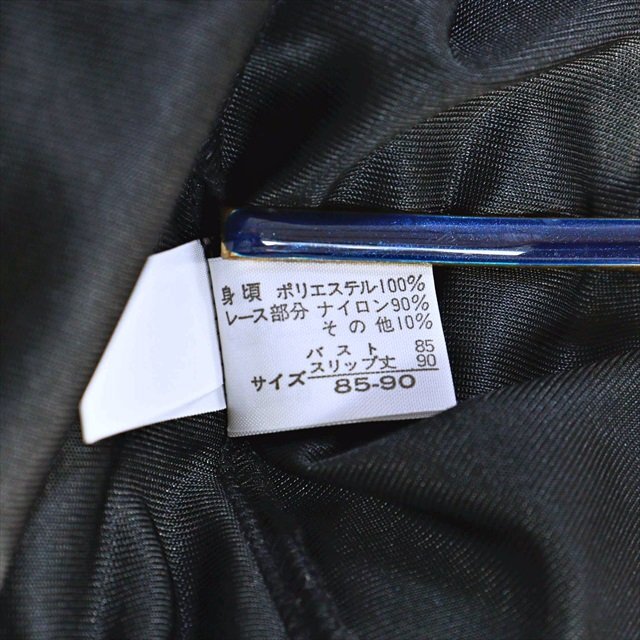 身頃 ポリエステル100%
レース部分 ナイロン90%
その他10%
バスト 85
スリップ丈 90
サイズ 85-90